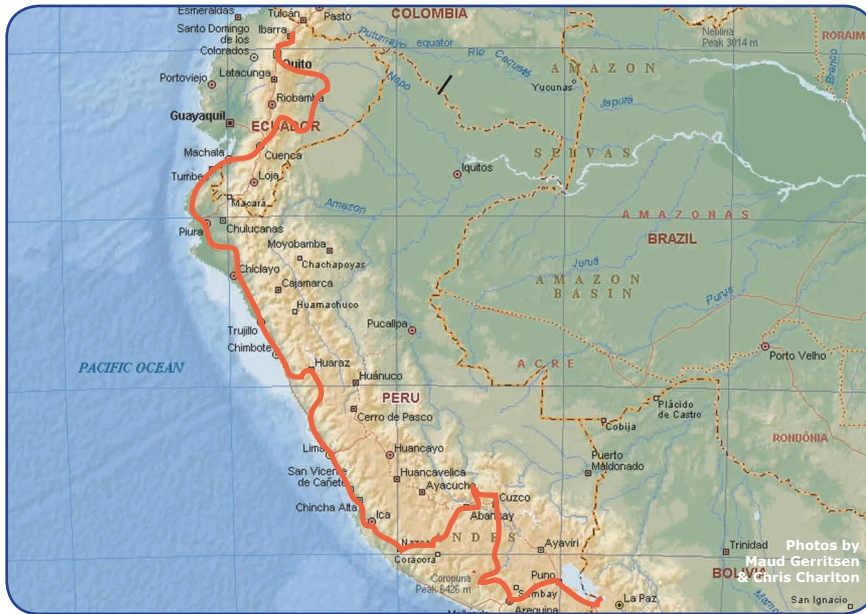 Esmeraldas
Tulcán
Pasto
COLOMBIA
Santo Domingo
de los
Colorados
Ibarra
Putumayo
equator
Río
Caquetá
Neblina
Peak 3014 m
RORAIM
Quito
Napo
AMAZON
Branco
Portoviejo
Latacunga
Yucunas
Japurá
Riobamba
Guayaquil
ECUADOR
Machala
Cuenca
SELVAS
Tumbe
Loja
Iquitos
Macará
Amazon
AMAZONAS
Piura
Chulucanas
BRAZIL
Moyobamba
Chachapoyas
Juruá
Chiclayo
AMAZON
BASIN
Cajamarca
Purus
Huamachuco
Trujillo
Pucallpa
Chimbote
Porto Velho
PACIFIC OCEAN
Huaraz
ACRE
Huánuco
PERU
Plácido
de Castro
Cerro de Pasco
Cobija
RONDÔNIA
Lima
Huancayo
Puerto
Maldonado
San Vicente
de Cañete
Huancavelica
Ayacucho
Chincha Alta
Cuzco
Abancay
Ica
Nazca
ANDES
Ayaviri
Trinidad
Coracora
Photos by
Maud Gerritsen
& Chris Charlton
Coropuna
Peak 6426 m
Puno
BOLIVIA
Sumbay
La Paz
Arequipa
San Ignacio